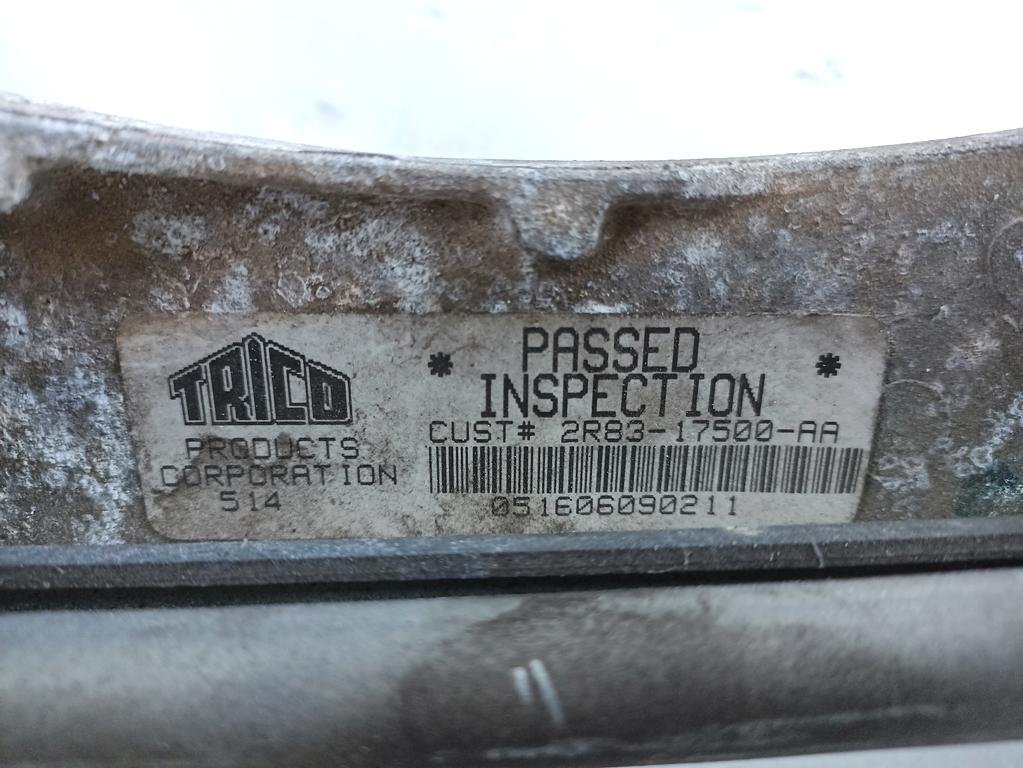 TRICO
PRODUCTS
CORPORATION
514
* PASSED *
INSPECTION
CUST# 2R83-17500-AA
051606090211